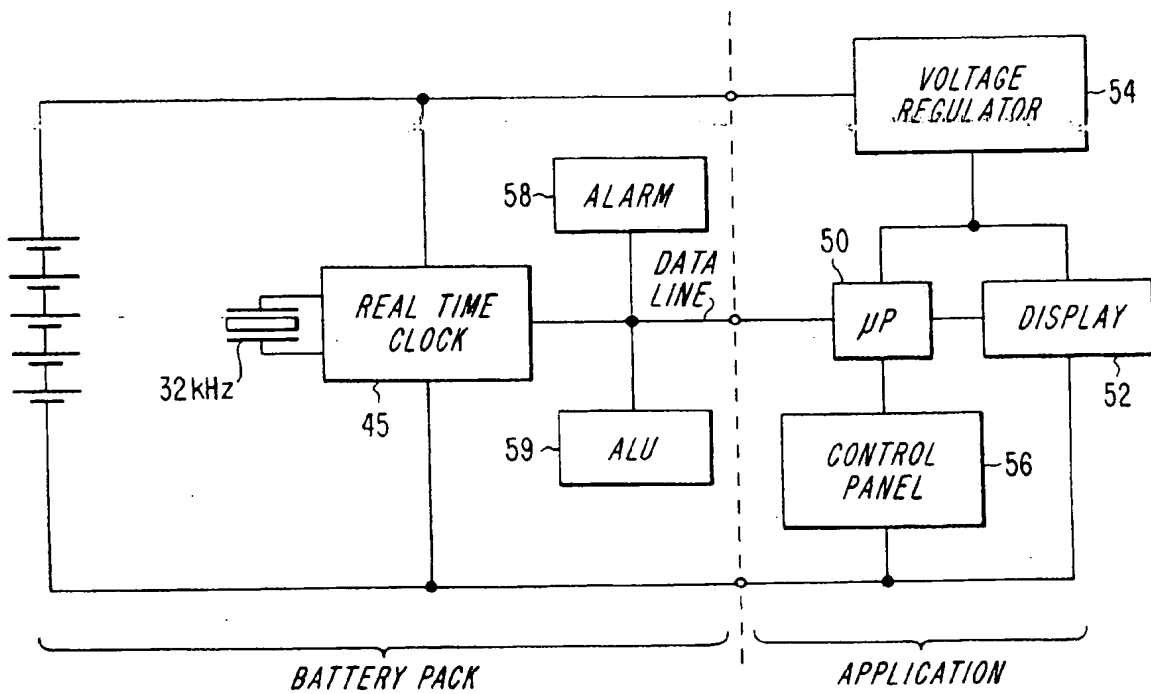 VOLTAGE
REGULATOR
54
58
ALARM
DATA
LINE
50
REAL TIME
CLOCK
μP
DISPLAY
32kHz
45
52
59
ALU
CONTROL
PANEL
56
BATTERY PACK
APPLICATION